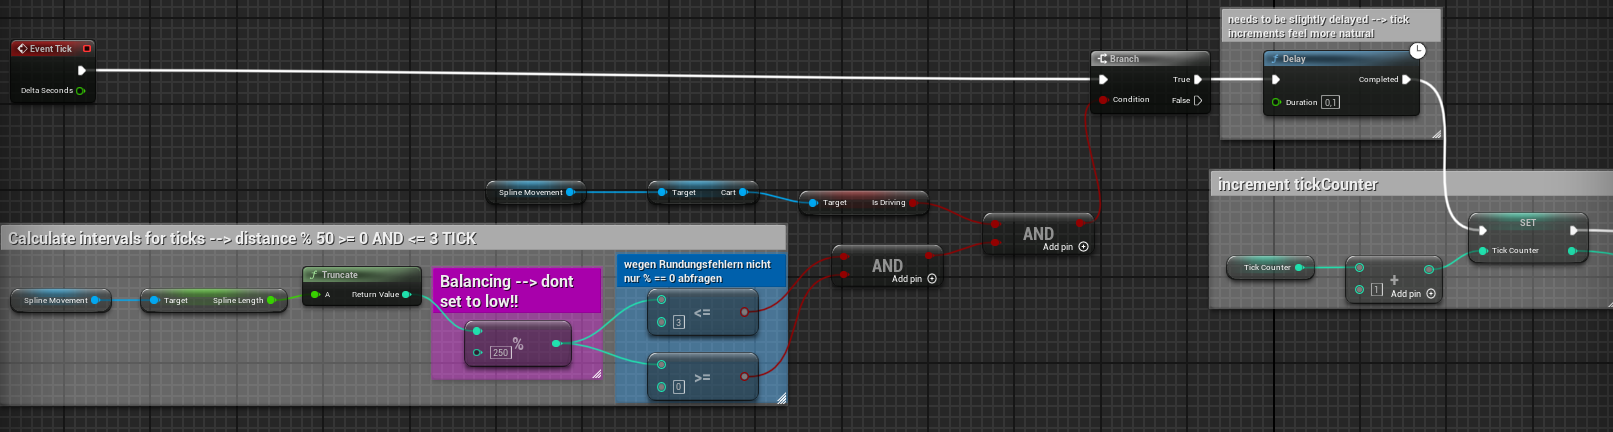 needs to be slightly delayed --> tick
increments feel more natural
Event Tick
Delta Seconds
Branch
True
Condition
False
Delay
Completed
Duration 0,1
Spline Movement
Target Cart
Target Is Driving
AND
Add pin
increment tickCounter
SET
Tick Counter
Tick Counter
1
+
Add pin
Calculate intervals for ticks --> distance % 50 >= 0 AND <= 3 TICK
Spline Movement
Target Spline Length
Truncate
A Return Value
Balancing --> dont
set to low!!
250 %
wegen Rundungsfehlern nicht
nur % == 0 abfragen
<=
3
>=
0
AND
Add pin